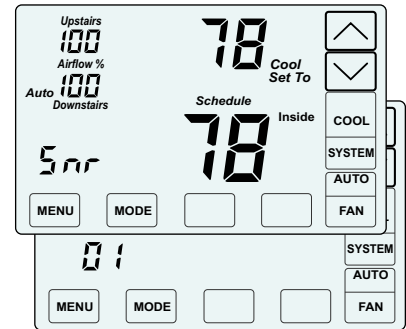 Upstairs
100
Airflow %
Auto 100
Downstairs
78
Cool
Set To
Schedule
78
Inside
Snr
COOL
SYSTEM
AUTO
FAN
MENU
MODE
01
SYSTEM
AUTO
FAN
MENU
MODE